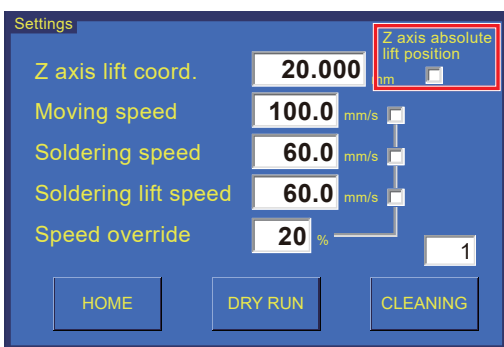 Settings
Z axis absolute
lift position
Z axis lift coord. 20.000 mm
Moving speed 100.0 mm/s
Soldering speed 60.0 mm/s
Soldering lift speed 60.0 mm/s
Speed override 20 %
1
HOME DRY RUN CLEANING